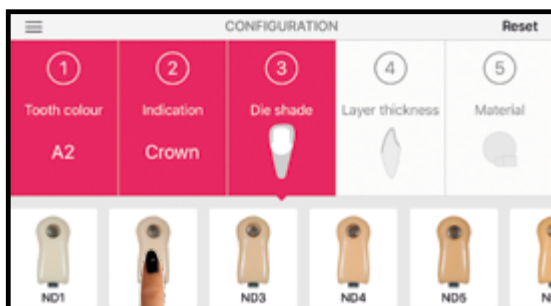 CONFIGURATION Reset
1 2 3 4 5
Tooth colour Indication Die shade Layer thickness Material
A2 Crown
ND1 ND3 ND4 ND5